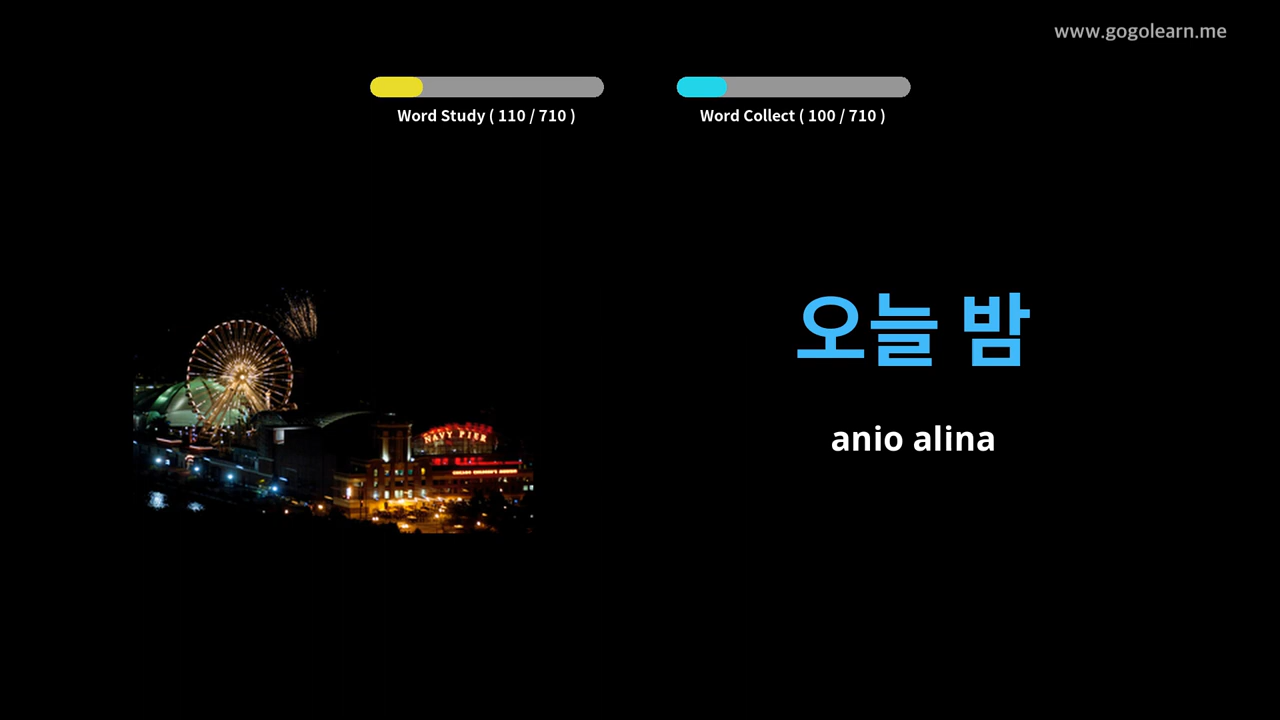 www.gogolearn.me
Word Study ( 110 / 710 )
Word Collect ( 100 / 710 )
오늘 밤
anio alina
NAVY PIER